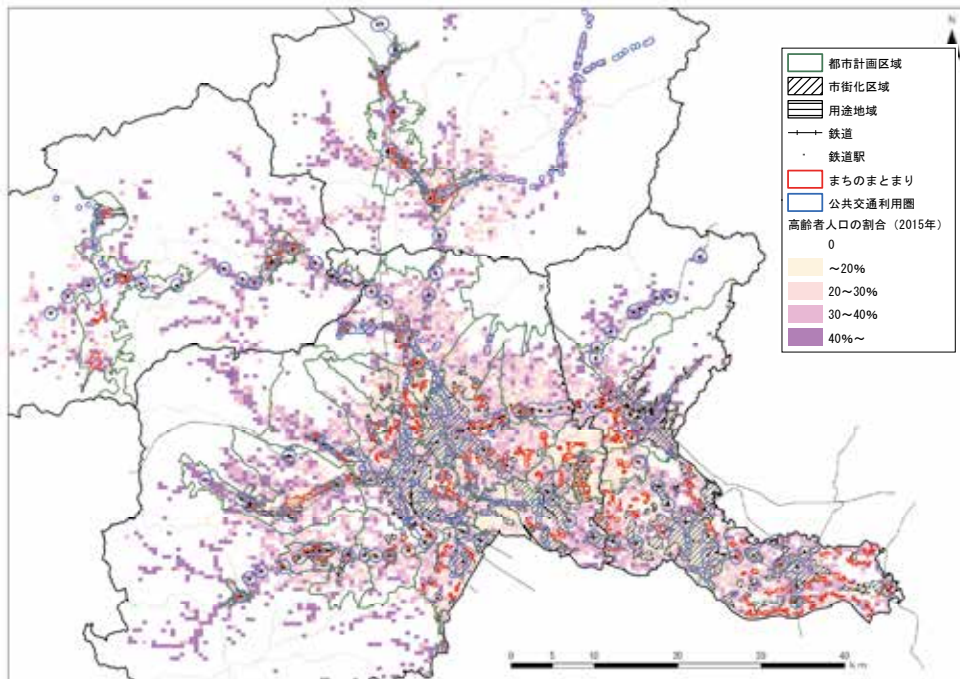 N
都市計画区域
市街化区域
用途地域
鉄道
鉄道駅
まちのまとまり
公共交通利用圏
高齢者人口の割合（2015年）
0
～20%
20～30%
30～40%
40%～
0 5 10 20 30 40
km